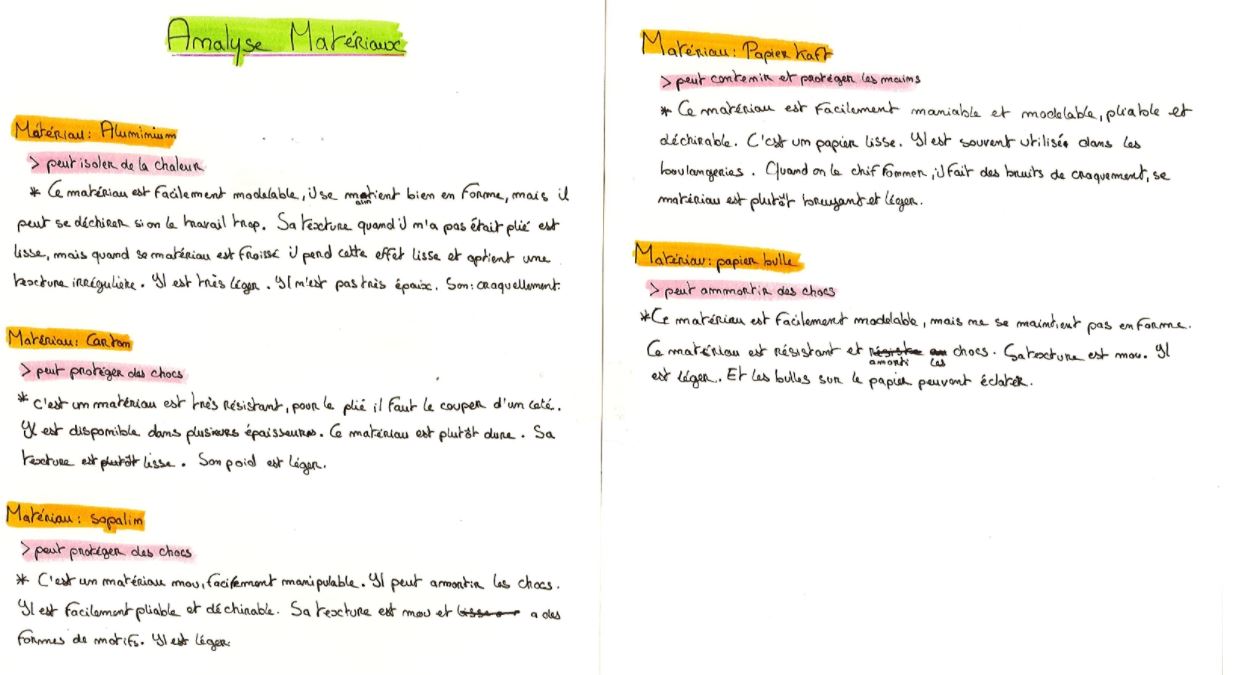 Analyse Matériaux
Matériau: Aluminium
> peut isoler de la chaleur
* Ce matériau est facilement modelable, il se maintient bien en forme, mais il
peut se déchirer si on le travail trop. Sa texture quand il n'a pas était plié est
lisse, mais quand se matériau est froissé il perd cette effet lisse et optient une
texture irrégulière. Il est très léger. Il n'est pas très épaix. Son: craquellement.
Matériau: Carton
> peut protéger des chocs
* C'est un matériau est très résistant, pour le plié il faut le couper d'un coté.
Il est disponible dans plusieurs épaisseurs. Ce matériau est plutôt dure. Sa
texture est plutôt lisse. Son poid est léger.
Matériau: sopalin
> peut protéger des chocs
* C'est un matériau mou, facilement manipulable. Il peut amortir les chocs.
Il est facilement pliable et déchirable. Sa texture est mou et a des
formes de motifs. Il est léger.
Matériau: Papier kaft
> peut contenir et protéger les mains
* Ce matériau est facilement maniable et modelable, pliable et
déchirable. C'est un papier lisse. Il est souvent utilisé dans les
boulangeries. Quand on le chiffonner, il fait des bruits de craquement, se
matériau est plutôt bruyant et léger.
Matériau: papier bulle
> peut ammortir des chocs
* Ce matériau est facilement modelable, mais ne se maintient pas en forme.
Ce matériau est résistant et amorti les chocs. Sa texture est mou. Il
est léger. Et les bulles sur le papier peuvent éclater.